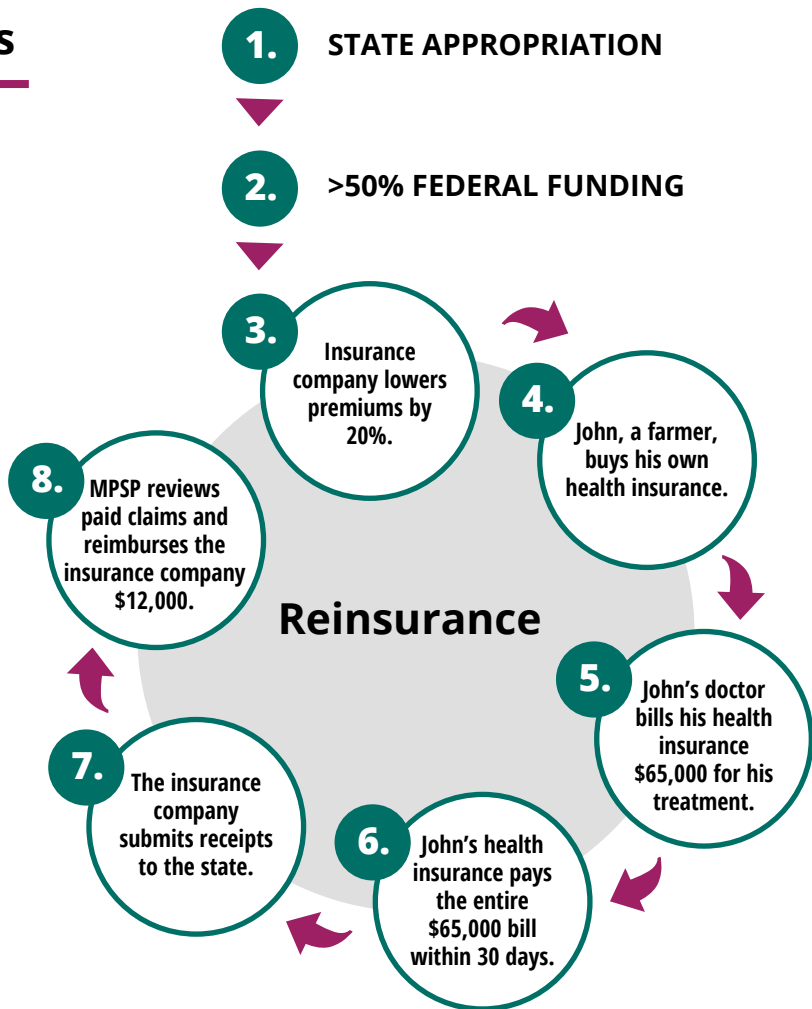 1.
STATE APPROPRIATION
2.
>50% FEDERAL FUNDING
3.
Insurance
company lowers
premiums by
20%.
4.
John, a farmer,
buys his own
health insurance.
5.
John’s doctor
bills his health
insurance
$65,000 for his
treatment.
6.
John’s health
insurance pays
the entire
$65,000 bill
within 30 days.
7.
The insurance
company
submits receipts
to the state.
8.
MPSP reviews
paid claims and
reimburses the
insurance company
$12,000.
Reinsurance